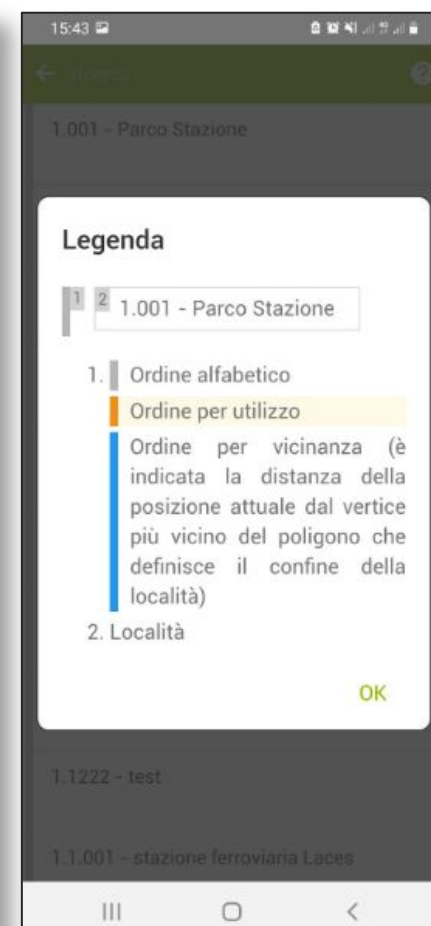 15:43
ricerca
1.001 - Parco Stazione
Legenda
1 2 1.001 - Parco Stazione
1. Ordine alfabetico
Ordine per utilizzo
Ordine per vicinanza (è
indicata la distanza della
posizione attuale dal vertice
più vicino del poligono che
definisce il confine della
località)
2. Località
OK
1.1222 - test
1.1.001 - stazione ferroviaria Laces